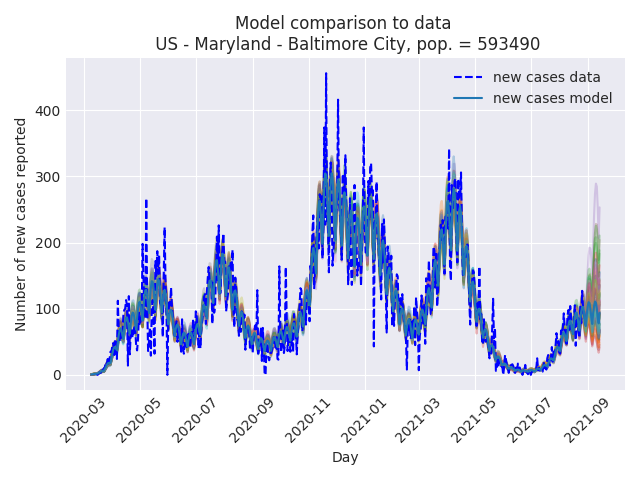 Model comparison to data
US - Maryland - Baltimore City, pop. = 593490
new cases data
new cases model
Number of new cases reported
400
300
200
100
0
2020-03
2020-05
2020-07
2020-09
2020-11
2021-01
2021-03
2021-05
2021-07
2021-09
Day